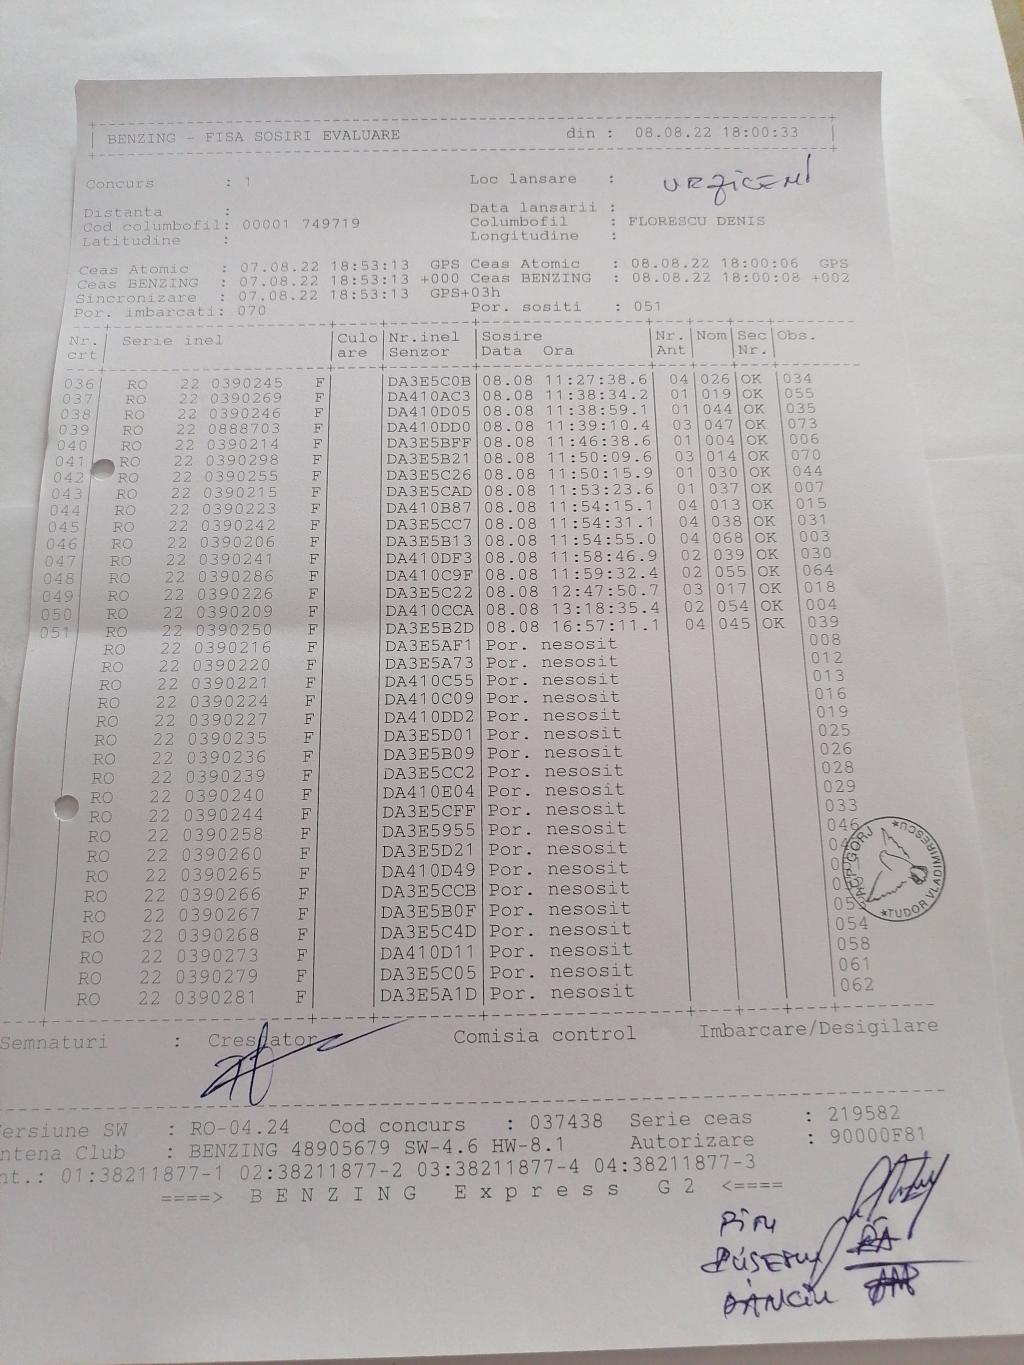 BENZING - FISA SOSIRI EVALUARE din : 08.08.22 18:00:33
Concurs : 1 Loc lansare : URZICENI
Distanta : Data lansarii :
Cod columbofil: 00001 749719 Columbofil : FLORESCU DENIS
Latitudine : Longitudine :
Ceas Atomic : 07.08.22 18:53:13 GPS Ceas Atomic : 08.08.22 18:00:06 GPS
Ceas BENZING : 07.08.22 18:53:13 +000 Ceas BENZING : 08.08.22 18:00:08 +002
Sincronizare : 07.08.22 18:53:13 GPS+03h
Por. imbarcati: 070 Por. sositi : 051
Nr. Serie inel Culo Nr.inel Sosire Nr. Nom Sec Obs.
crt are Senzor Data Ora Ant Nr.
036 RO 22 0390245 F DA3E5C0B 08.08 11:27:38.6 04 026 OK 034
037 RO 22 0390269 F DA410AC3 08.08 11:38:34.2 01 019 OK 055
038 RO 22 0390246 F DA410D05 08.08 11:38:59.1 01 044 OK 035
039 RO 22 0888703 F DA410DD0 08.08 11:39:10.4 03 047 OK 073
040 RO 22 0390214 F DA3E5BFF 08.08 11:46:38.6 01 004 OK 006
041 RO 22 0390298 F DA3E5B21 08.08 11:50:09.6 03 014 OK 070
042 RO 22 0390255 F DA3E5C26 08.08 11:50:15.9 01 030 OK 044
043 RO 22 0390215 F DA3E5CAD 08.08 11:53:23.6 01 037 OK 007
044 RO 22 0390223 F DA410B87 08.08 11:54:15.1 04 013 OK 015
045 RO 22 0390242 F DA3E5CC7 08.08 11:54:31.1 04 038 OK 031
046 RO 22 0390206 F DA3E5B13 08.08 11:54:55.0 04 068 OK 003
047 RO 22 0390241 F DA410DF3 08.08 11:58:46.9 02 039 OK 030
048 RO 22 0390286 F DA410C9F 08.08 11:59:32.4 02 055 OK 064
049 RO 22 0390226 F DA3E5C22 08.08 12:47:50.7 03 017 OK 018
050 RO 22 0390209 F DA410CCA 08.08 13:18:35.4 02 054 OK 004
051 RO 22 0390250 F DA3E5B2D 08.08 16:57:11.1 04 045 OK 039
RO 22 0390216 F DA3E5AF1 Por. nesosit 008
RO 22 0390220 F DA3E5A73 Por. nesosit 012
RO 22 0390221 F DA410C55 Por. nesosit 013
RO 22 0390224 F DA410C09 Por. nesosit 016
RO 22 0390227 F DA410DD2 Por. nesosit 019
RO 22 0390235 F DA3E5D01 Por. nesosit 025
RO 22 0390236 F DA3E5B09 Por. nesosit 026
RO 22 0390239 F DA3E5CC2 Por. nesosit 028
RO 22 0390240 F DA410E04 Por. nesosit 029
RO 22 0390244 F DA3E5CFF Por. nesosit 033
RO 22 0390258 F DA3E5955 Por. nesosit 046
RO 22 0390260 F DA3E5D21 Por. nesosit
RO 22 0390265 F DA410D49 Por. nesosit
RO 22 0390266 F DA3E5CCB Por. nesosit
RO 22 0390267 F DA3E5B0F Por. nesosit 053
RO 22 0390268 F DA3E5C4D Por. nesosit 054
RO 22 0390273 F DA410D11 Por. nesosit 058
RO 22 0390279 F DA3E5C05 Por. nesosit 061
RO 22 0390281 F DA3E5A1D Por. nesosit 062
GORJ *TUDOR VLADIMIRESCU*
Semnaturi : Crescator Comisia control Imbarcare/Desigilare
Versiune SW : RO-04.24 Cod concurs : 037438 Serie ceas : 219582
Antena Club : BENZING 48905679 SW-4.6 HW-8.1 Autorizare : 90000F81
nt.: 01:38211877-1 02:38211877-2 03:38211877-4 04:38211877-3
====> BENZING Express G2 <====